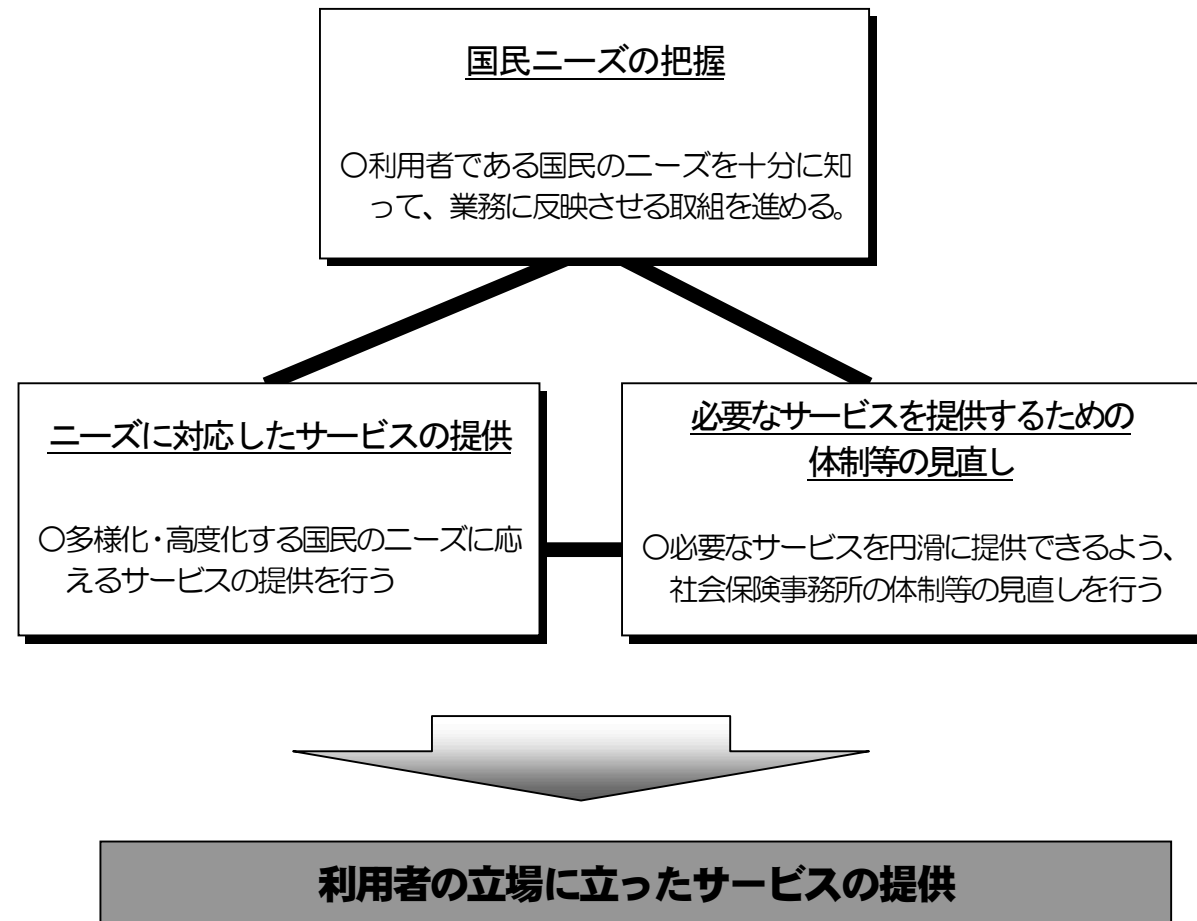 国民ニーズの把握
〇利用者である国民のニーズを十分に知
って、業務に反映させる取組を進める。
ニーズに対応したサービスの提供
〇多様化・高度化する国民のニーズに応
えるサービスの提供を行う
必要なサービスを提供するための
体制等の見直し
〇必要なサービスを円滑に提供できるよう、
社会保険事務所の体制等の見直しを行う
利用者の立場に立ったサービスの提供